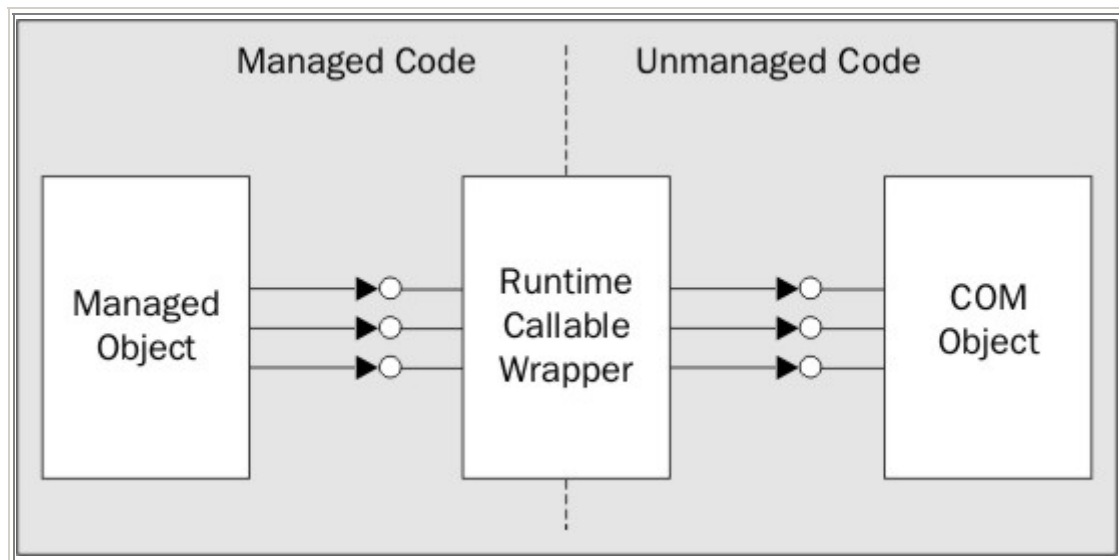 Managed Code
Unmanaged Code
Managed
Object
Runtime
Callable
Wrapper
COM
Object